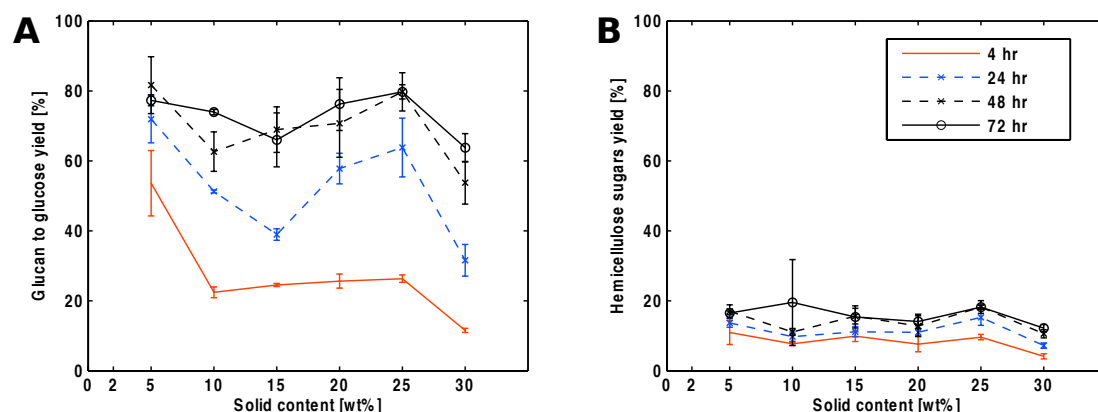 A
Glucan to glucose yield [%]
100
80
60
40
20
0
0 2 5 10 15 20 25 30
Solid content [wt%]
B
Hemicellulose sugars yield [%]
100
80
60
40
20
0
0 2 5 10 15 20 25 30
Solid content [wt%]
4 hr
24 hr
48 hr
72 hr